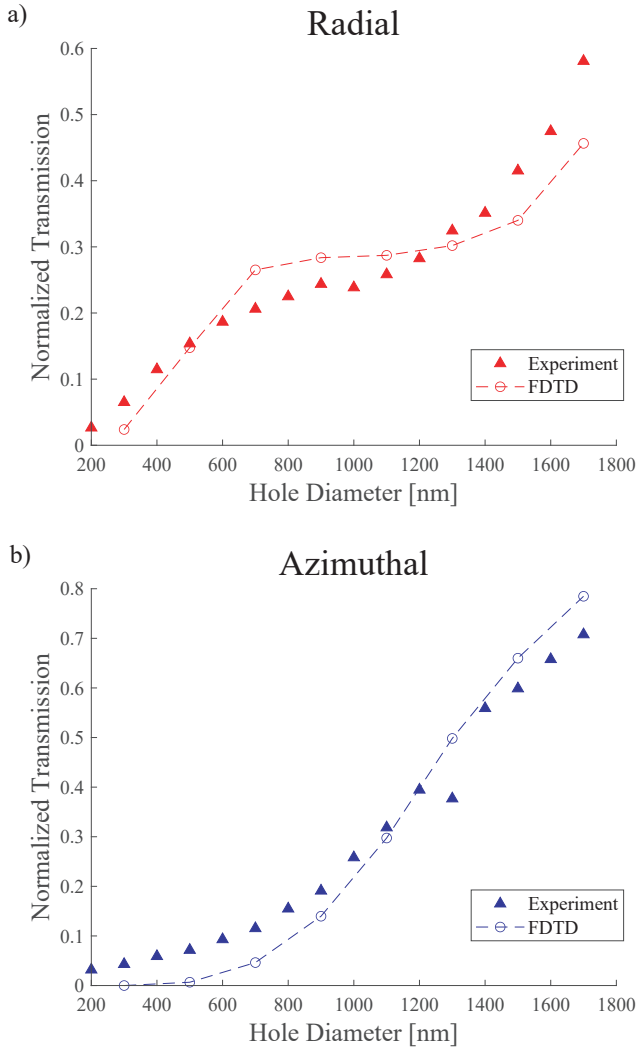 a)
Radial
Normalized Transmission
0.6
0.5
0.4
0.3
0.2
0.1
0
200 400 600 800 1000 1200 1400 1600 1800
Hole Diameter [nm]
Experiment
FDTD
b)
Azimuthal
Normalized Transmission
0.8
0.7
0.6
0.5
0.4
0.3
0.2
0.1
0
200 400 600 800 1000 1200 1400 1600 1800
Hole Diameter [nm]
Experiment
FDTD